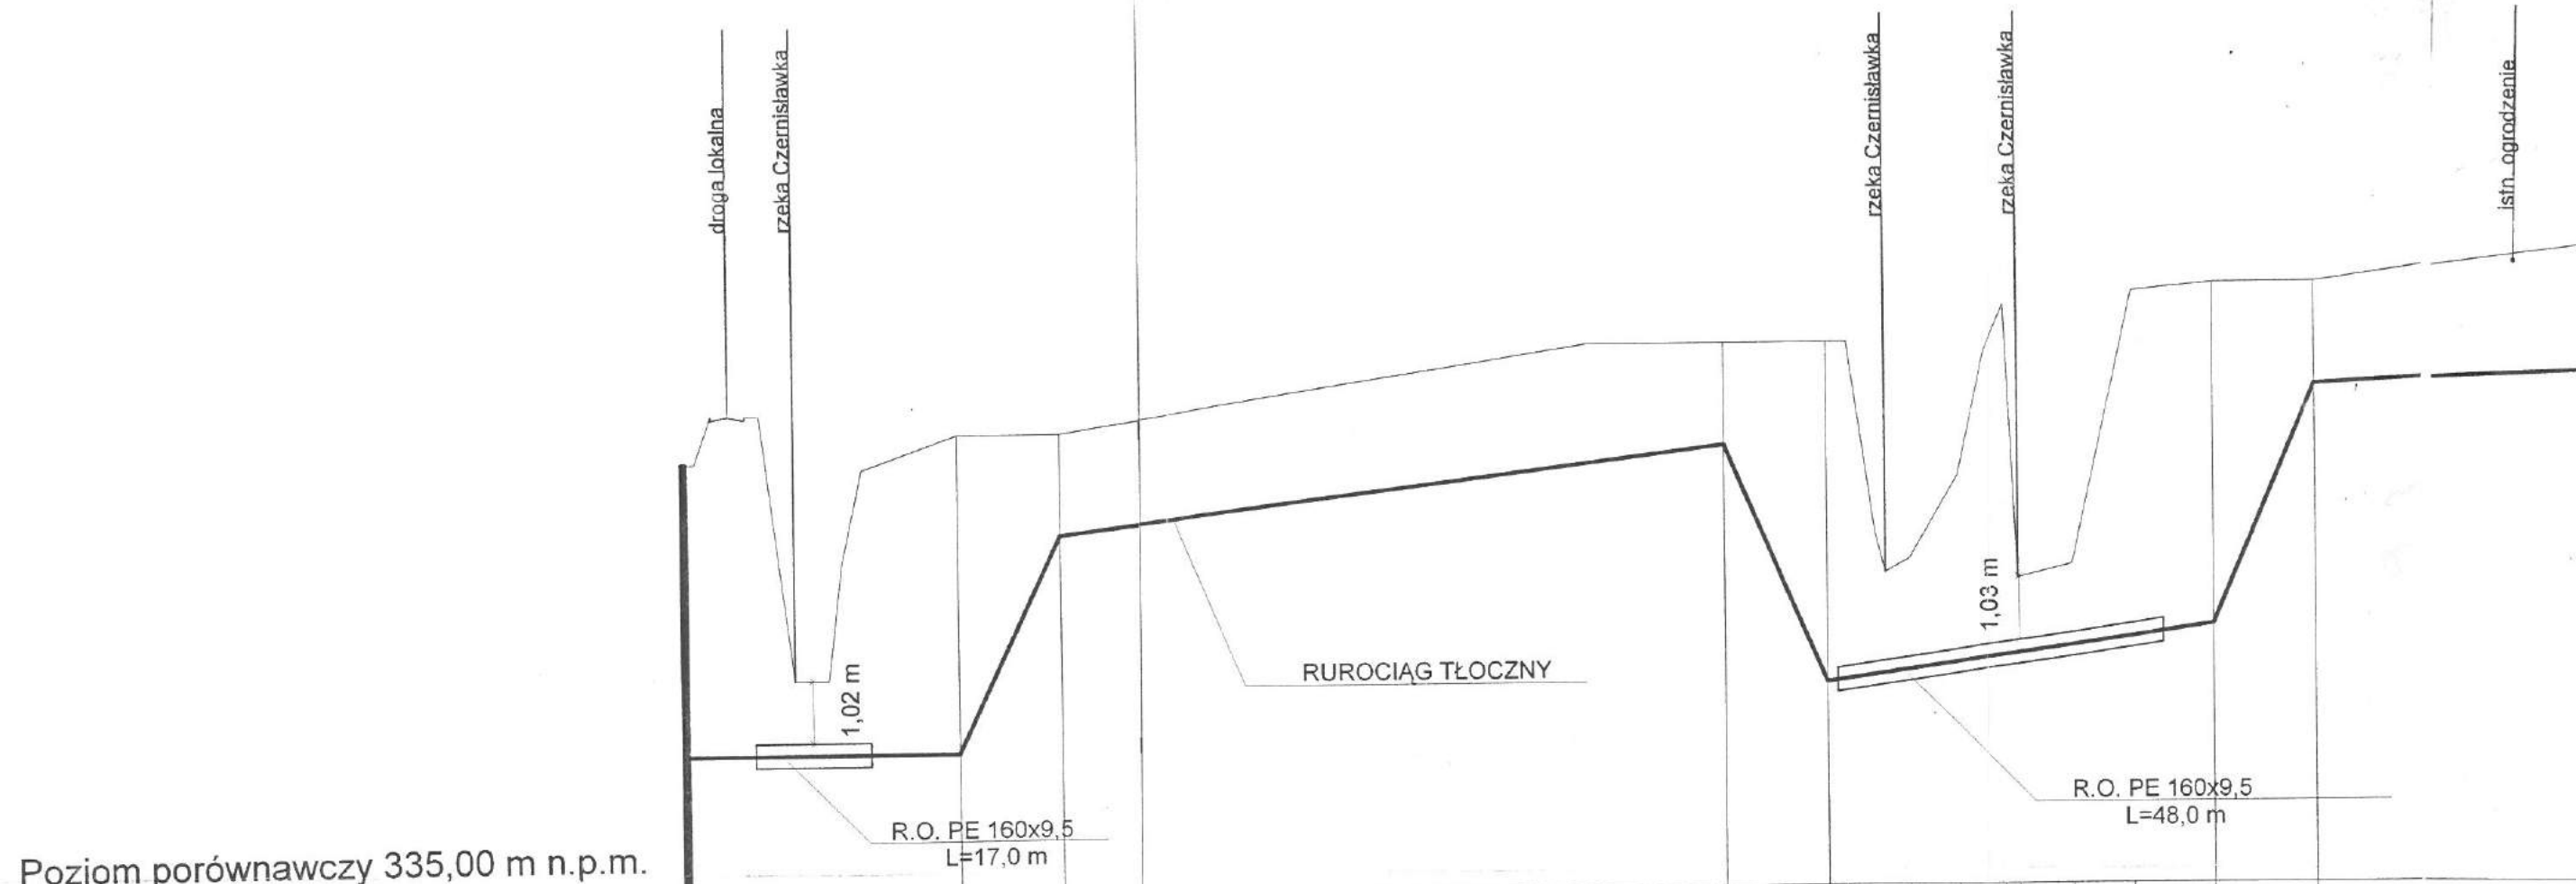 droga lokalna
rzeka Czernisławka
rzeka Czernisławka
rzeka Czernisławka
istn. ogrodzenie
1,02 m
1,03 m
RUROCIĄG TŁOCZNY
R.O. PE 160x9,5
L=17,0 m
R.O. PE 160x9,5
L=48,0 m
Poziom porównawczy 335,00 m n.p.m.